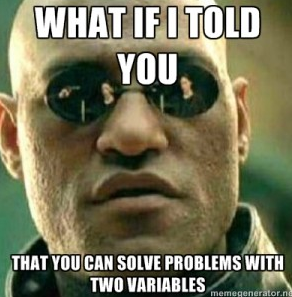 WHAT IF I TOLD
YOU
THAT YOU CAN SOLVE PROBLEMS WITH
TWO VARIABLES
memegenerator.ne